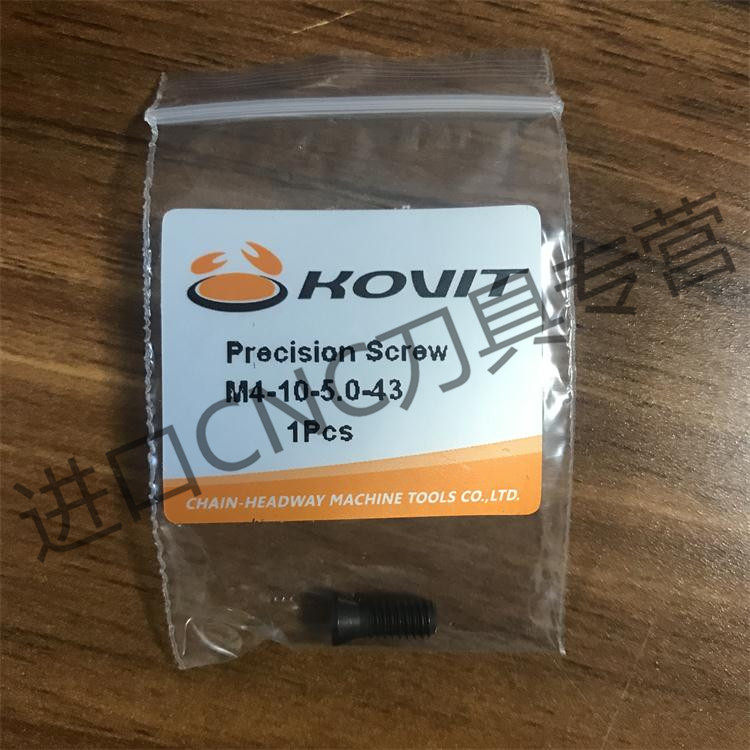 KOVIT
Precision Screw
M4-10-5.0-43
1Pcs
CHAIN-HEADWAY MACHINE TOOLS CO.,LTD.
进口CNC刀具专营